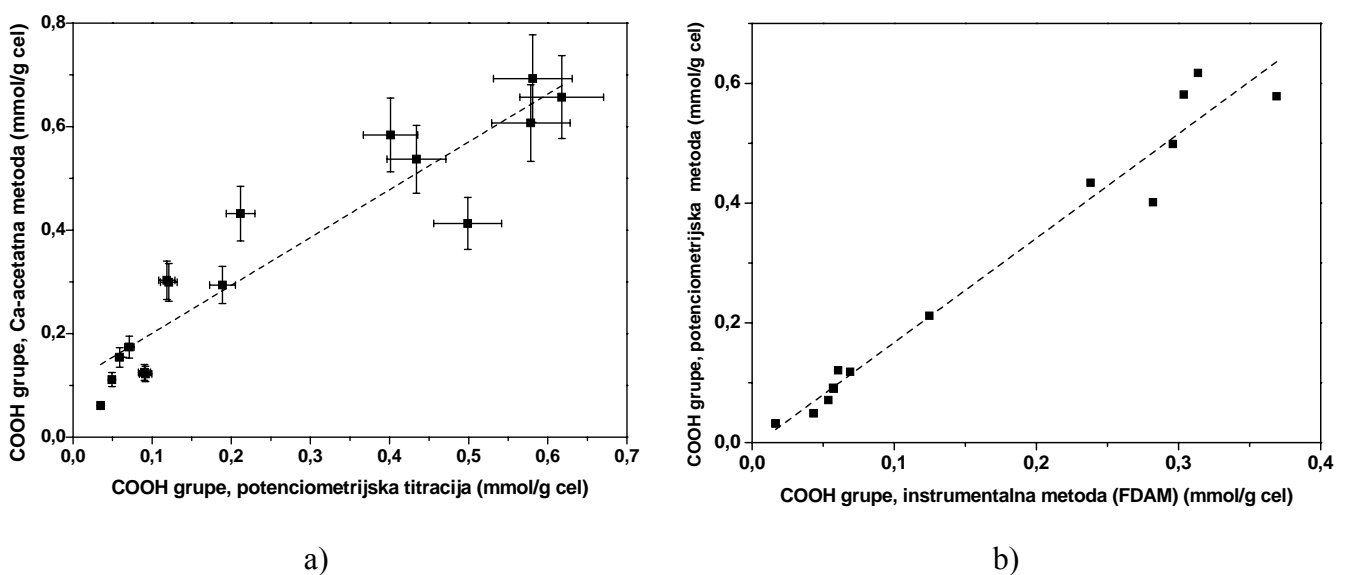 COOH grupe, Ca-acetatna metoda (mmol/g cel)
0,8
0,6
0,4
0,2
0,0
0,0 0,1 0,2 0,3 0,4 0,5 0,6 0,7
COOH grupe, potenciometrijska titracija (mmol/g cel)
a)
COOH grupe, potenciometrijska metoda (mmol/g cel)
0,6
0,4
0,2
0,0
0,0 0,1 0,2 0,3 0,4
COOH grupe, instrumentalna metoda (FDAM) (mmol/g cel)
b)